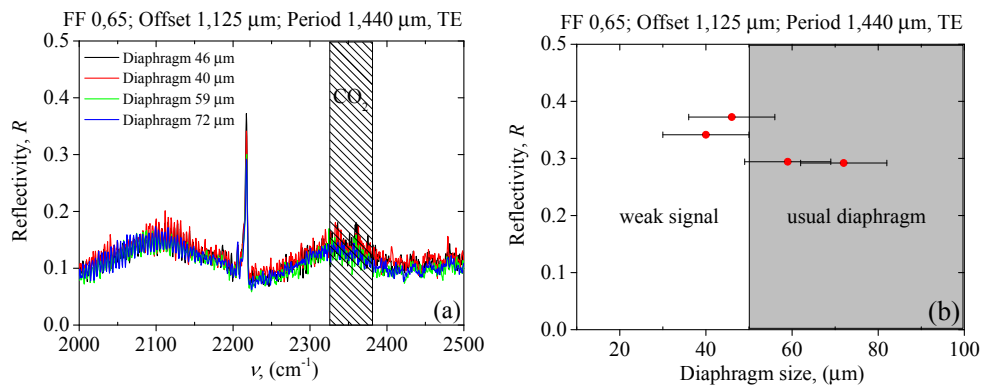 FF 0,65; Offset 1,125 μm; Period 1,440 μm, TE
0.5
0.4
0.3
0.2
0.1
0.0
Reflectivity, R
Diaphragm 46 μm
Diaphragm 40 μm
Diaphragm 59 μm
Diaphragm 72 μm
CO2
(a)
2000 2100 2200 2300 2400 2500
ν, (cm-1)
FF 0,65; Offset 1,125 μm; Period 1,440 μm, TE
0.5
0.4
0.3
0.2
0.1
0.0
Reflectivity, R
weak signal
usual diaphragm
(b)
20 40 60 80 100
Diaphragm size, (μm)